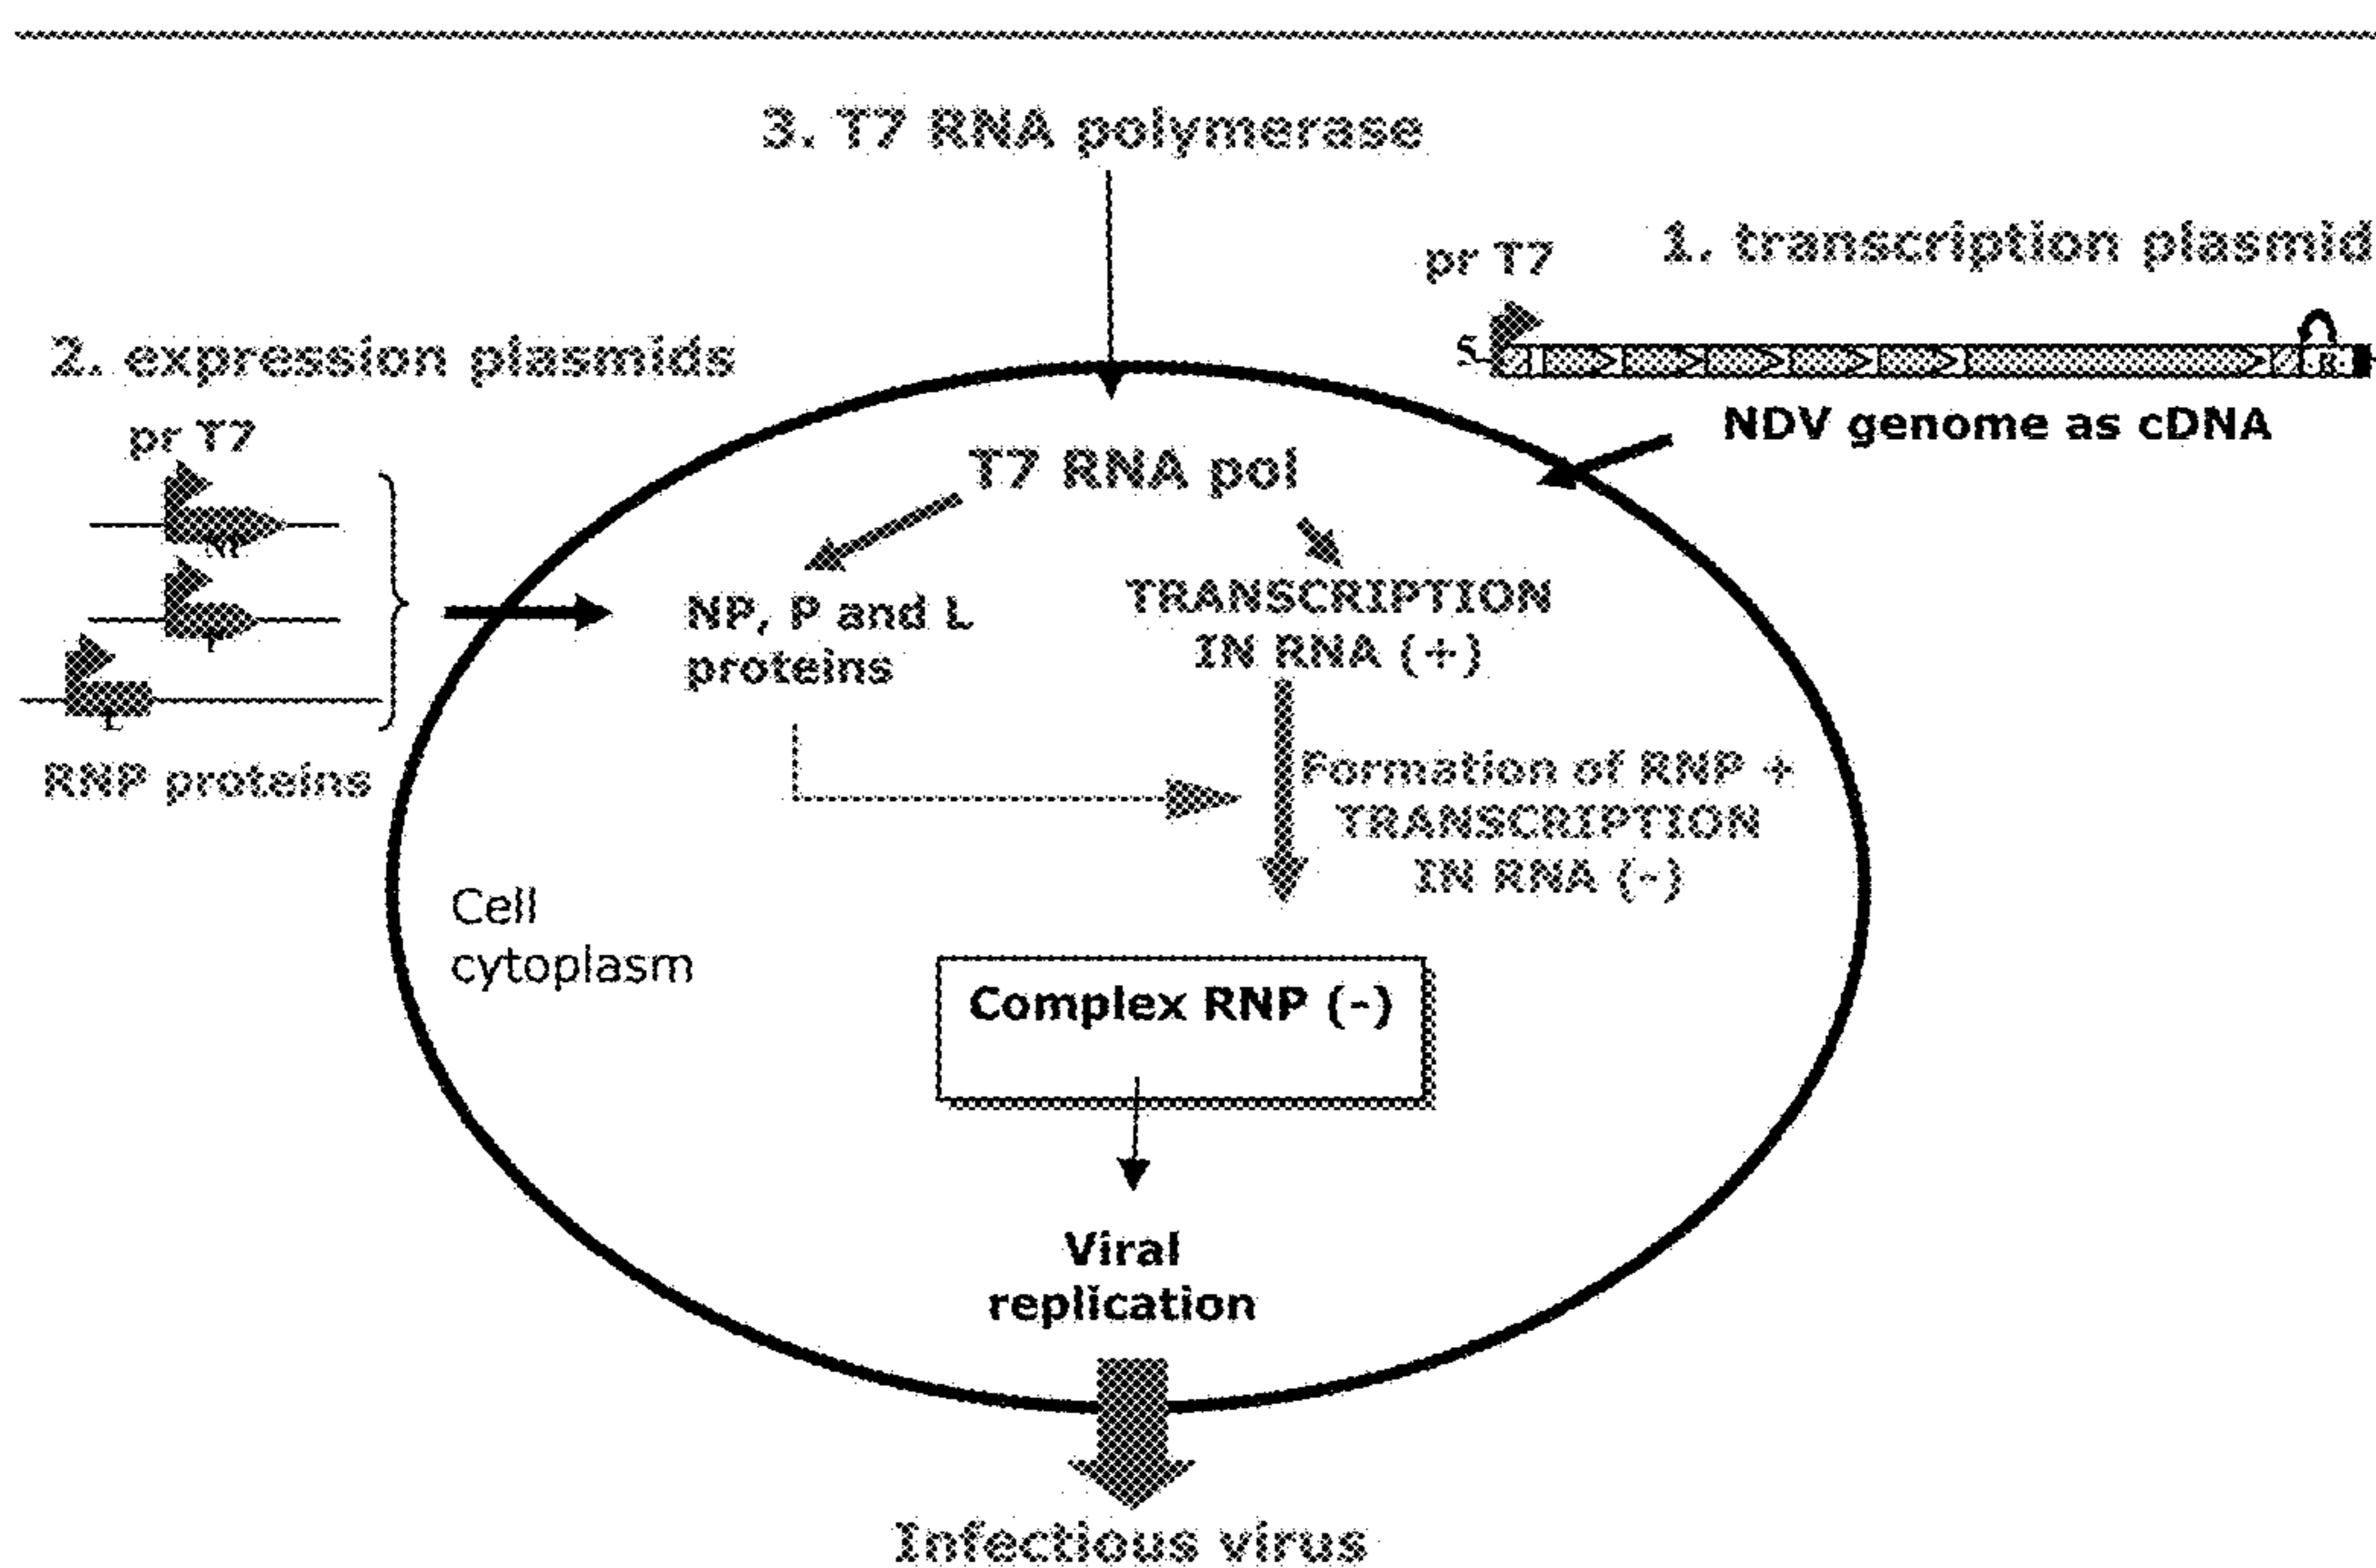 3. T7 RNA polymerase
1. transcription plasmid
pr T7
5
NDV genome as cDNA
2. expression plasmids
pr T7
NP
P
L
RNP proteins
T7 RNA pol
NP, P and L
proteins
TRANSCRIPTION
IN RNA (+)
Formation of RNP +
TRANSCRIPTION
IN RNA (-)
Cell
cytoplasm
Complex RNP (-)
Viral
replication
Infectious virus